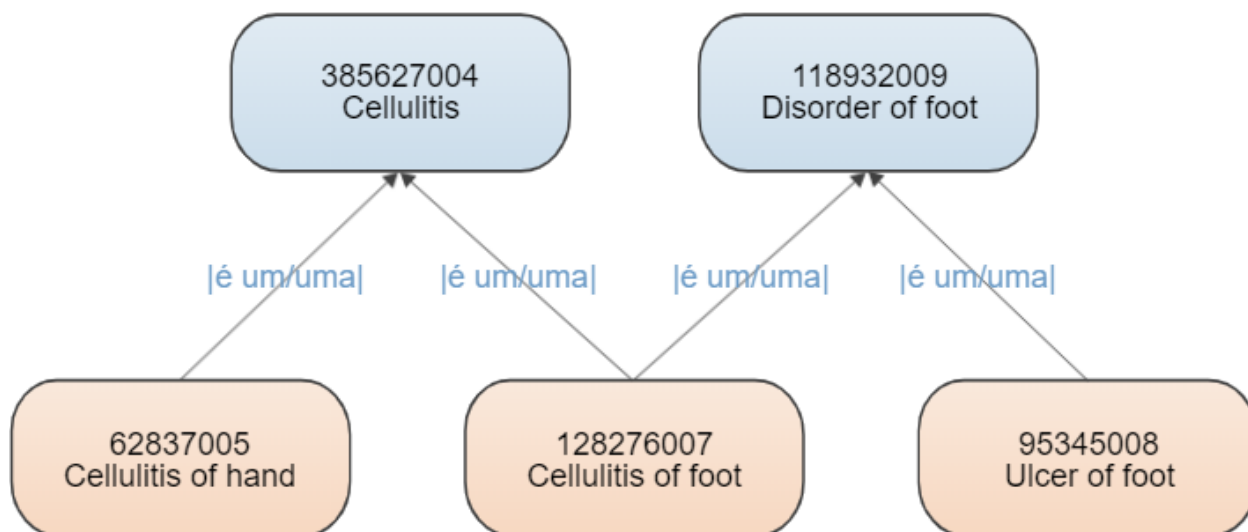 385627004
Cellulitis
118932009
Disorder of foot
|é um/uma|
|é um/uma|
|é um/uma|
|é um/uma|
62837005
Cellulitis of hand
128276007
Cellulitis of foot
95345008
Ulcer of foot